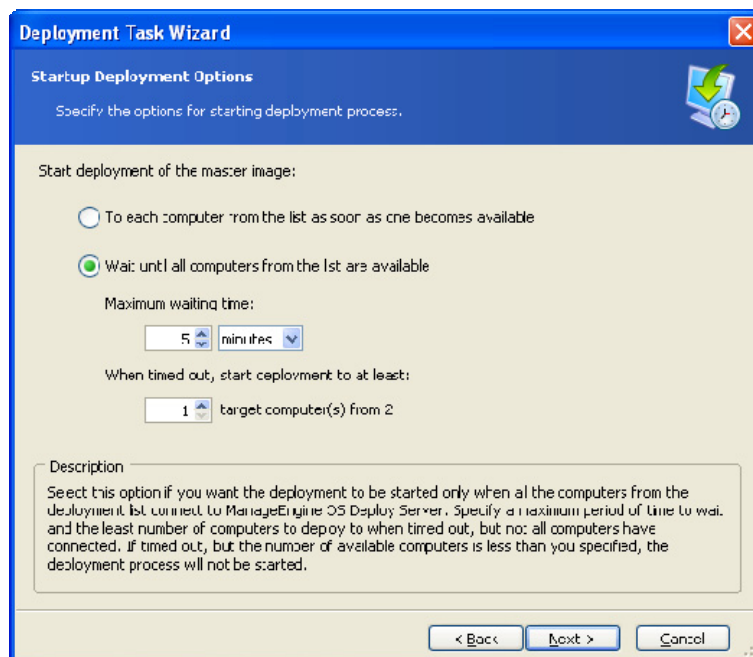 Deployment Task Wizard
Startup Deployment Options
Specify the options for starting deployment process.
Start deployment of the master image:
To each computer from the list as soon as one becomes available
Wait until all computers from the list are available
Maximum waiting time:
5 minutes
When timed out, start deployment to at least:
1 target computer(s) from 2
Description
Select this option if you want the deployment to be started only when all the computers from the
deployment list connect to ManageEngine OS Deploy Server. Specify a maximum period of time to wait
and the least number of computers to deploy to when timed out, but not all computers have
connected. If timed out, but the number of available computers is less than you specified, the
deployment process will not be started.
< Back Next > Cancel